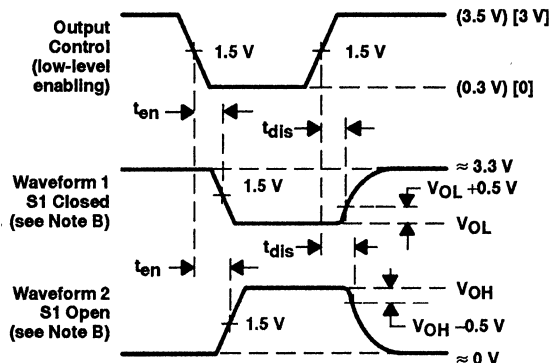 Output
Control
(low-level
enabling)
1.5 V
1.5 V
(3.5 V) [3 V]
(0.3 V) [0]
ten
tdis
Waveform 1
S1 Closed
(see Note B)
1.5 V
≈ 3.3 V
VOL +0.5 V
VOL
tdis
ten
Waveform 2
S1 Open
(see Note B)
1.5 V
VOH
VOH –0.5 V
≈ 0 V